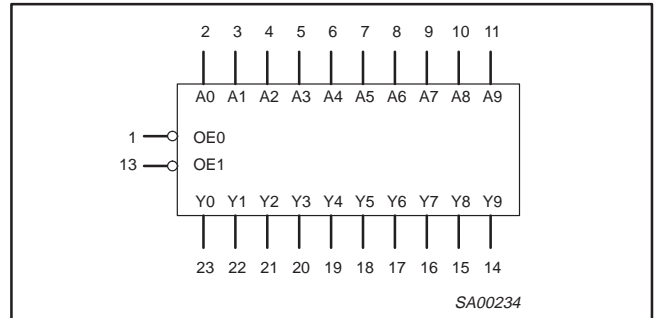 2 3 4 5 6 7 8 9 10 11
A0 A1 A2 A3 A4 A5 A6 A7 A8 A9
1 OE0
13 OE1
Y0 Y1 Y2 Y3 Y4 Y5 Y6 Y7 Y8 Y9
23 22 21 20 19 18 17 16 15 14
SA00234